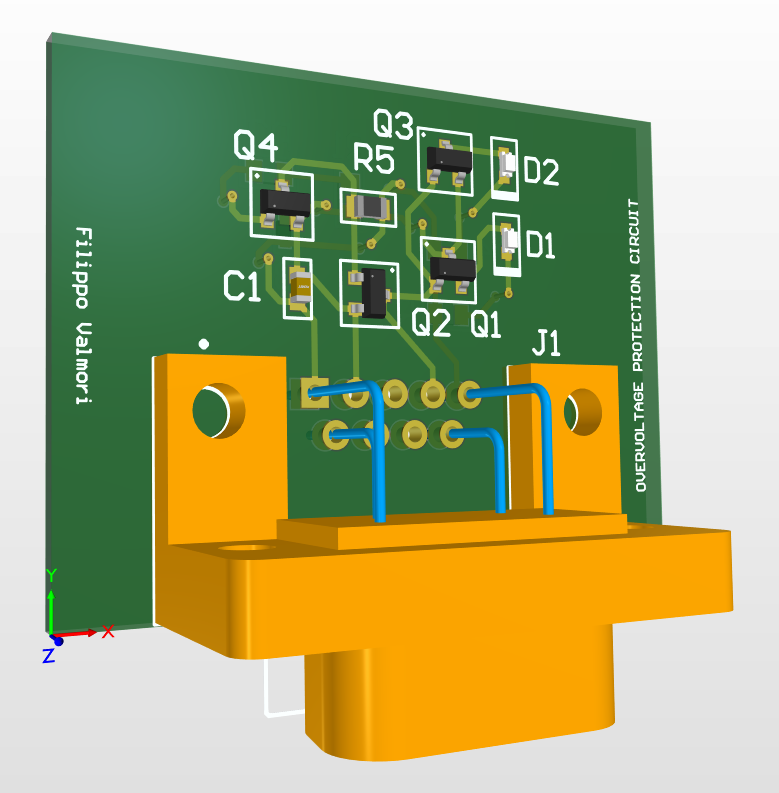 Q3
Q4
R5
D2
D1
C1
Q2
Q1
J1
Filippo Valmori
OVERVOLTAGE PROTECTION CIRCUIT
Y
X
Z